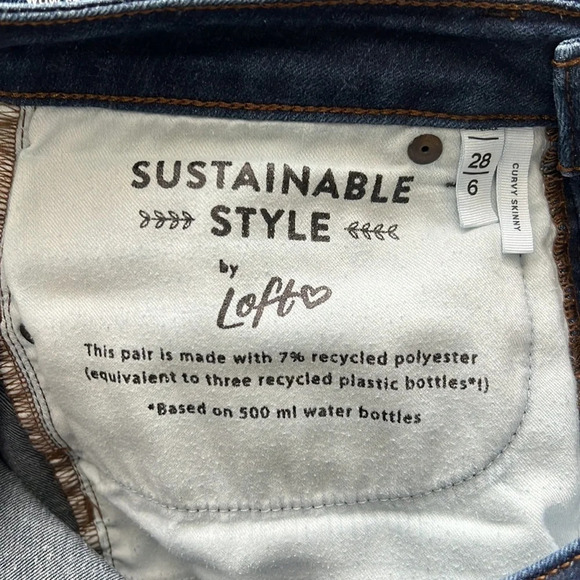 SUSTAINABLE
STYLE
by
Loft
This pair is made with 7% recycled polyester
(equivalent to three recycled plastic bottles*!)
*Based on 500 ml water bottles
28
6
CURVY SKINNY